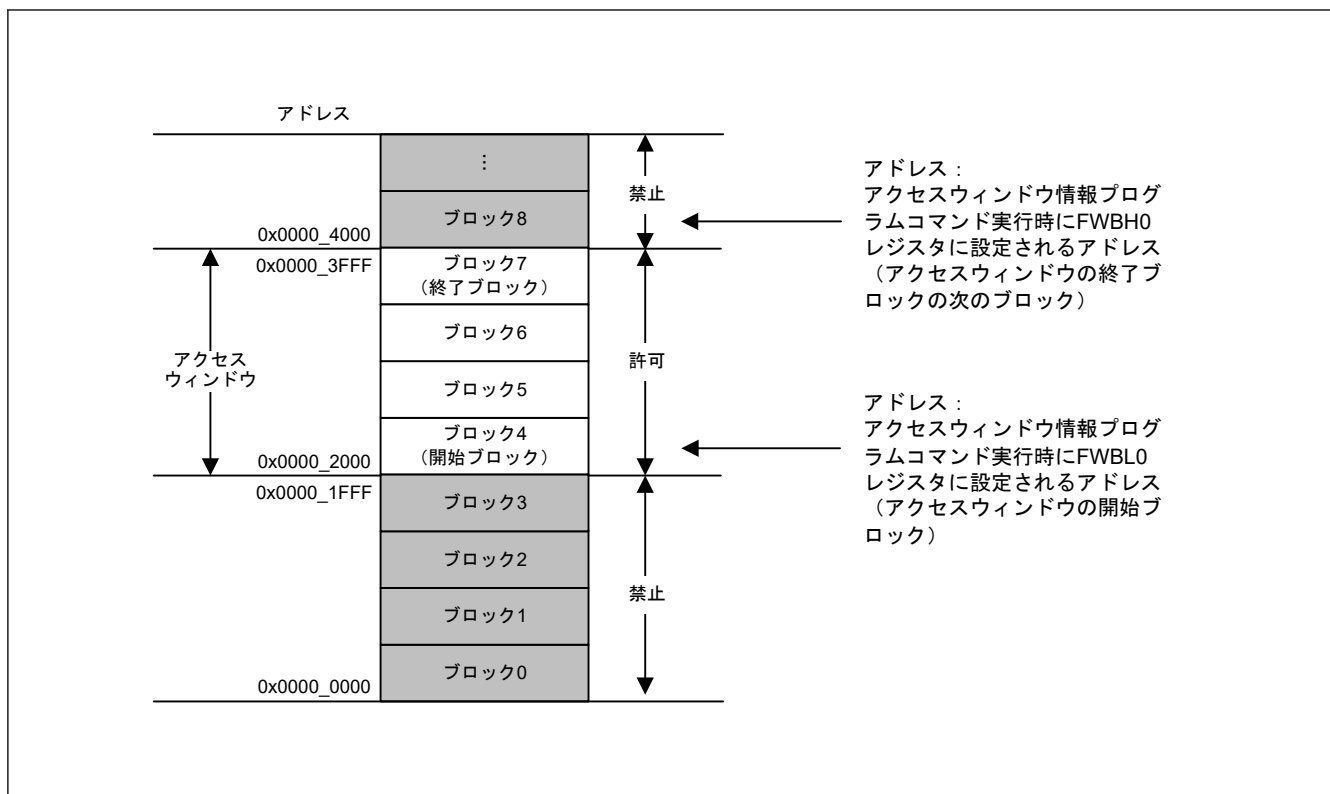 アドレス
⋮
禁止
ブロック8
0x0000_4000
アドレス：
アクセスウィンドウ情報プログ
ラムコマンド実行時にFWBH0
レジスタに設定されるアドレス
（アクセスウィンドウの終了ブ
ロックの次のブロック）
0x0000_3FFF
ブロック7
（終了ブロック）
ブロック6
アクセス
ウィンドウ
許可
ブロック5
ブロック4
（開始ブロック）
0x0000_2000
アドレス：
アクセスウィンドウ情報プログ
ラムコマンド実行時にFWBL0
レジスタに設定されるアドレス
（アクセスウィンドウの開始ブ
ロック）
0x0000_1FFF
ブロック3
ブロック2
禁止
ブロック1
ブロック0
0x0000_0000